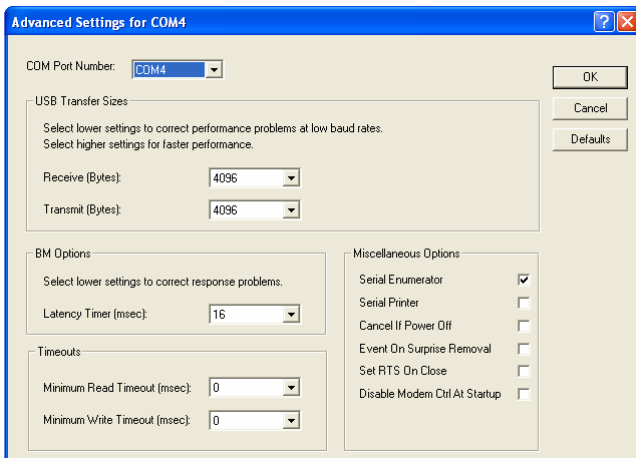 Advanced Settings for COM4
COM Port Number: COM4
OK
Cancel
Defaults
USB Transfer Sizes
Select lower settings to correct performance problems at low baud rates.
Select higher settings for faster performance.
Receive (Bytes): 4096
Transmit (Bytes): 4096
BM Options
Select lower settings to correct response problems.
Latency Timer (msec): 16
Timeouts
Minimum Read Timeout (msec): 0
Minimum Write Timeout (msec): 0
Miscellaneous Options
Serial Enumerator
Serial Printer
Cancel If Power Off
Event On Surprise Removal
Set RTS On Close
Disable Modem Ctrl At Startup